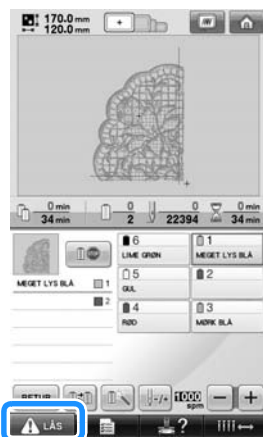 170.0 mm
120.0 mm
0 min
34 min
0
2
0
22394
0 min
34 min
MEGET LYS BLÅ
1
2
6
LIME GRØN
1
MEGET LYS BLÅ
5
GUL
2
4
RØD
3
MØRK BLÅ
RETUR
1000
spm
LÅS
?